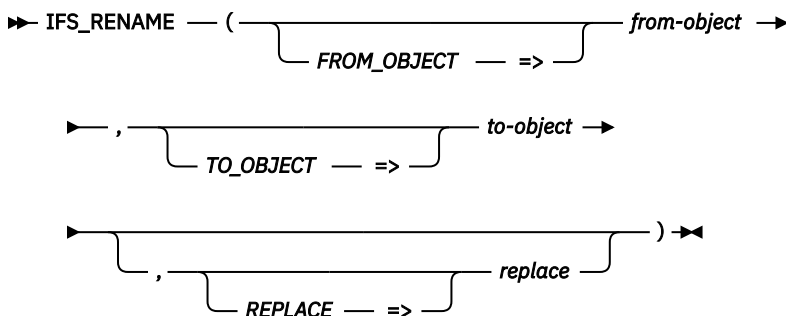 IFS_RENAME ( from-object
FROM_OBJECT =>
, to-object
TO_OBJECT =>
)
, replace
REPLACE =>